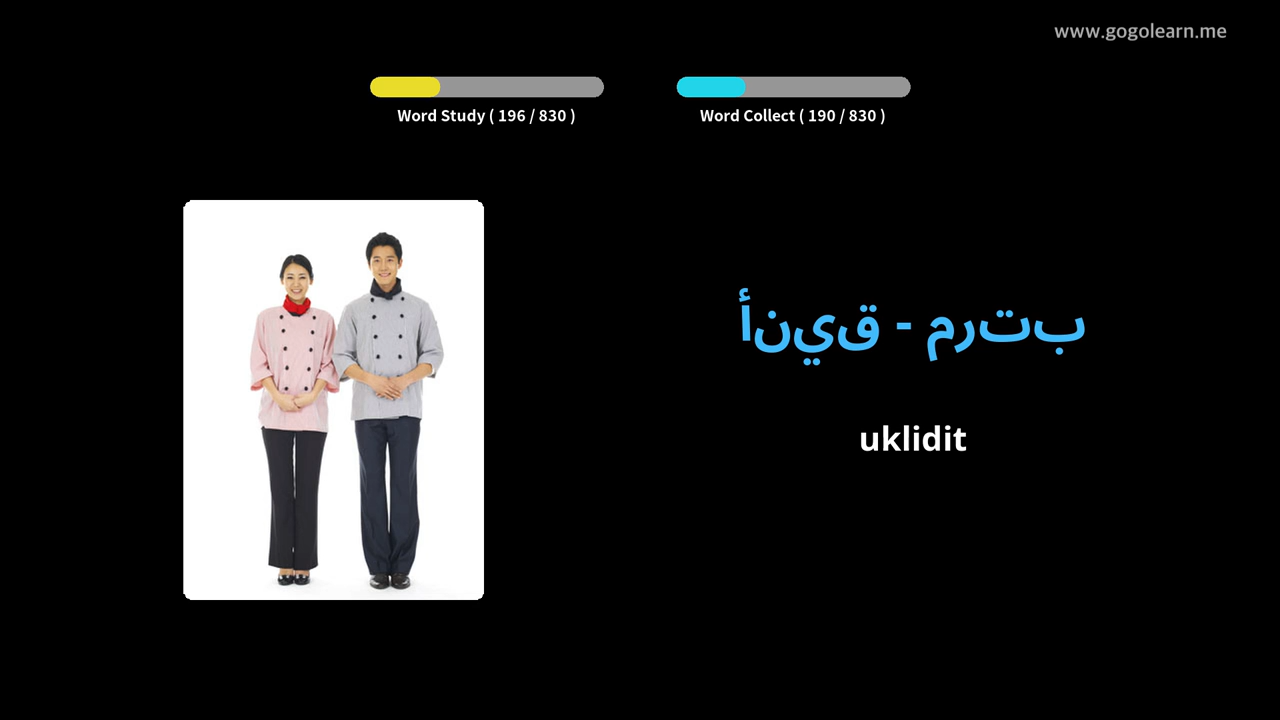 www.gogolearn.me
Word Study ( 196 / 830 )
Word Collect ( 190 / 830 )
أنيق - مرتب
uklidit